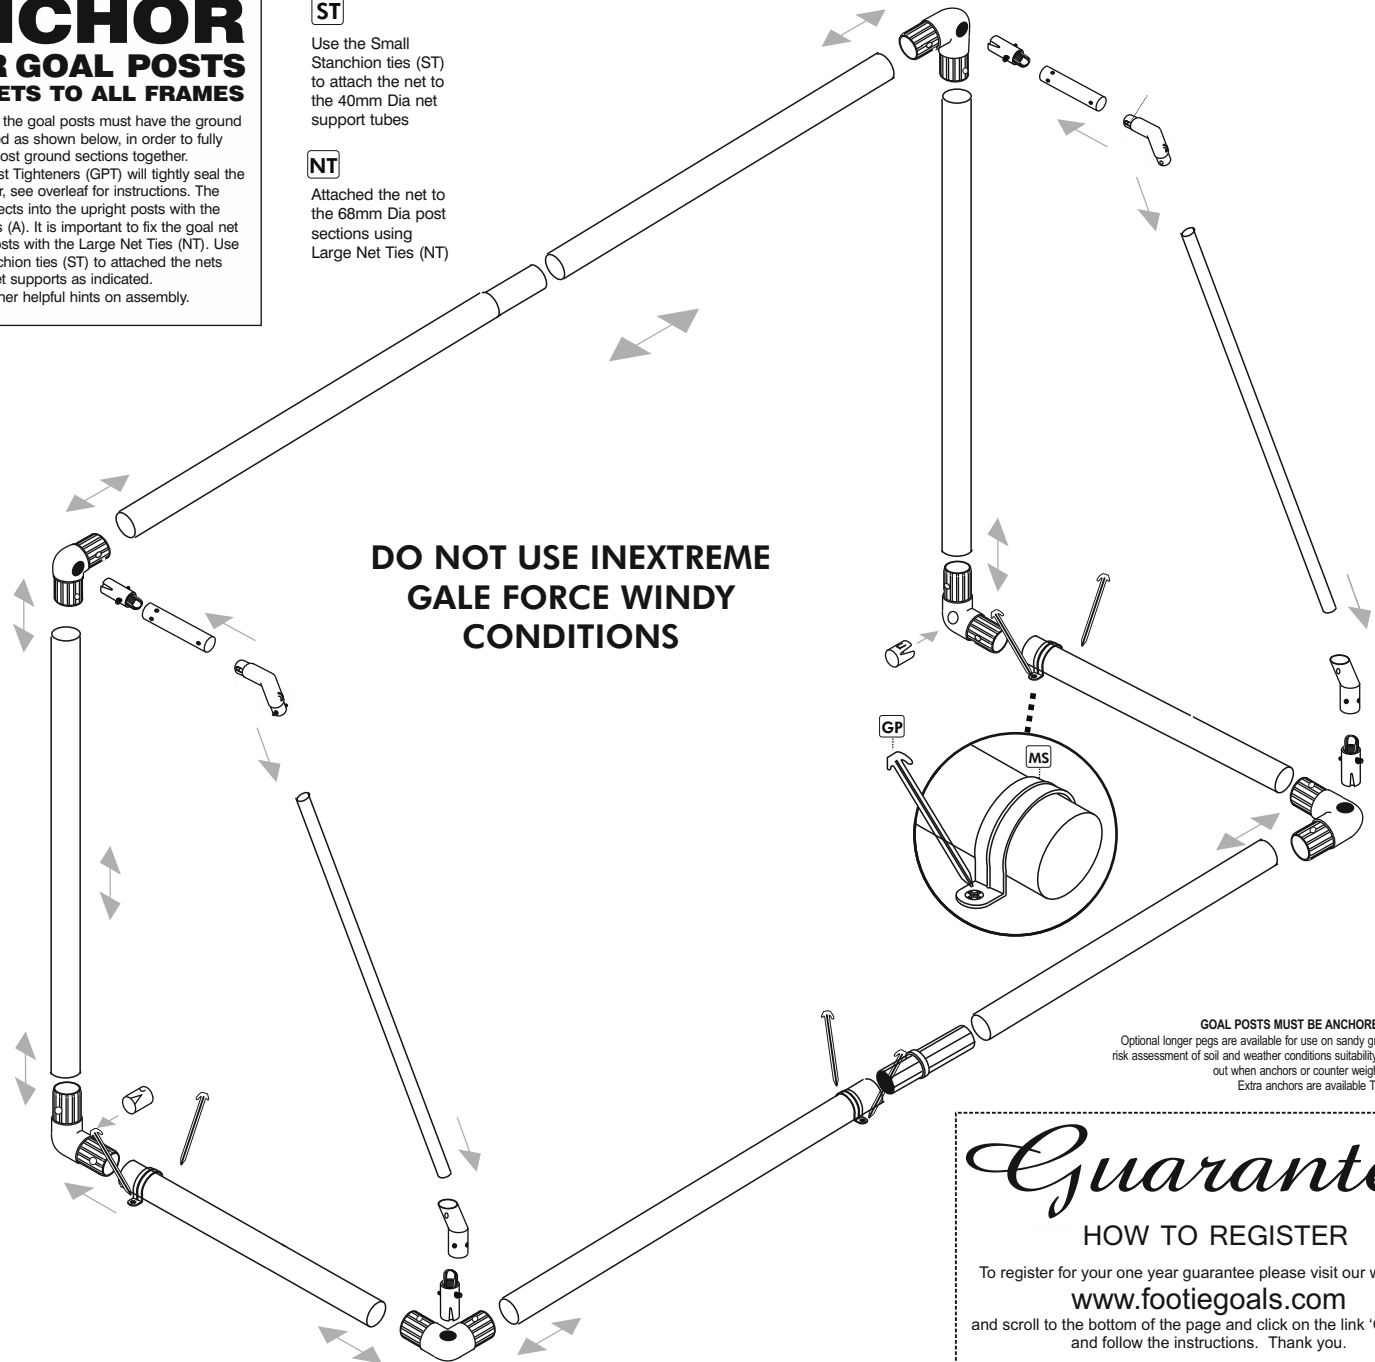 NCHOR
R GOAL POSTS
ETS TO ALL FRAMES
the goal posts must have the ground
ed as shown below, in order to fully
ost ground sections together.
st Tighteners (GPT) will tightly seal the
r, see overleaf for instructions. The
ects into the upright posts with the
s (A). It is important to fix the goal net
osts with the Large Net Ties (NT). Use
chion ties (ST) to attached the nets
et supports as indicated.
her helpful hints on assembly.
ST
Use the Small
Stanchion ties (ST)
to attach the net to
the 40mm Dia net
support tubes
NT
Attached the net to
the 68mm Dia post
sections using
Large Net Ties (NT)
DO NOT USE INEXTREME
GALE FORCE WINDY
CONDITIONS
GP
MS
GOAL POSTS MUST BE ANCHORE
Optional longer pegs are available for use on sandy gr
risk assessment of soil and weather conditions suitability
out when anchors or counter weigh
Extra anchors are available T
Guarante
HOW TO REGISTER
To register for your one year guarantee please visit our w
www.footiegoals.com
and scroll to the bottom of the page and click on the link ‘G
and follow the instructions. Thank you.